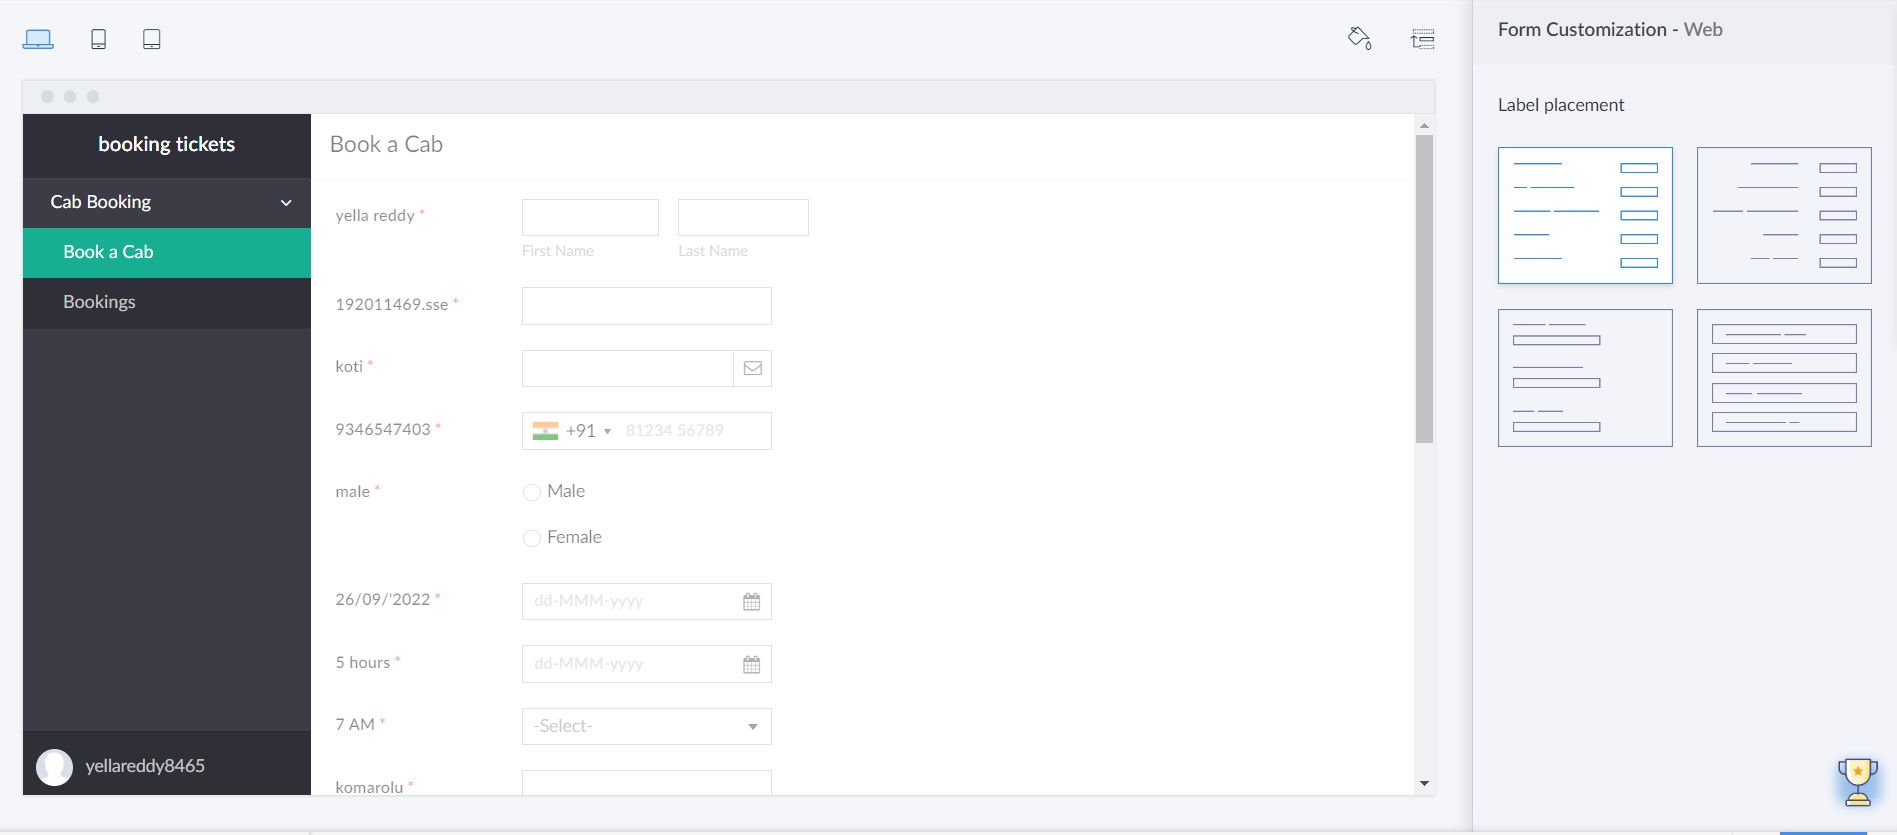 Form Customization - Web
Label placement
booking tickets
Cab Booking
Book a Cab
Bookings
yellareddy8465
Book a Cab
yella reddy *
First Name
Last Name
192011469.sse *
koti *
9346547403 *
+91
81234 56789
male *
Male
Female
26/09/'2022 *
dd-MMM-yyyy
5 hours *
dd-MMM-yyyy
7 AM *
-Select-
komarolu *